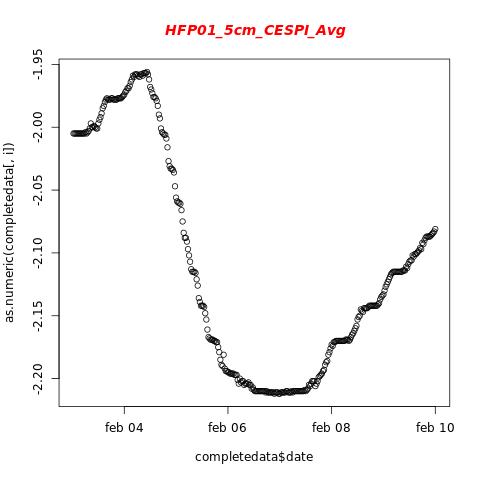 HFP01_5cm_CESPI_Avg
as.numeric(completedata[, i])
-1.95
-2.00
-2.05
-2.10
-2.15
-2.20
feb 04
feb 06
feb 08
feb 10
completedata$date